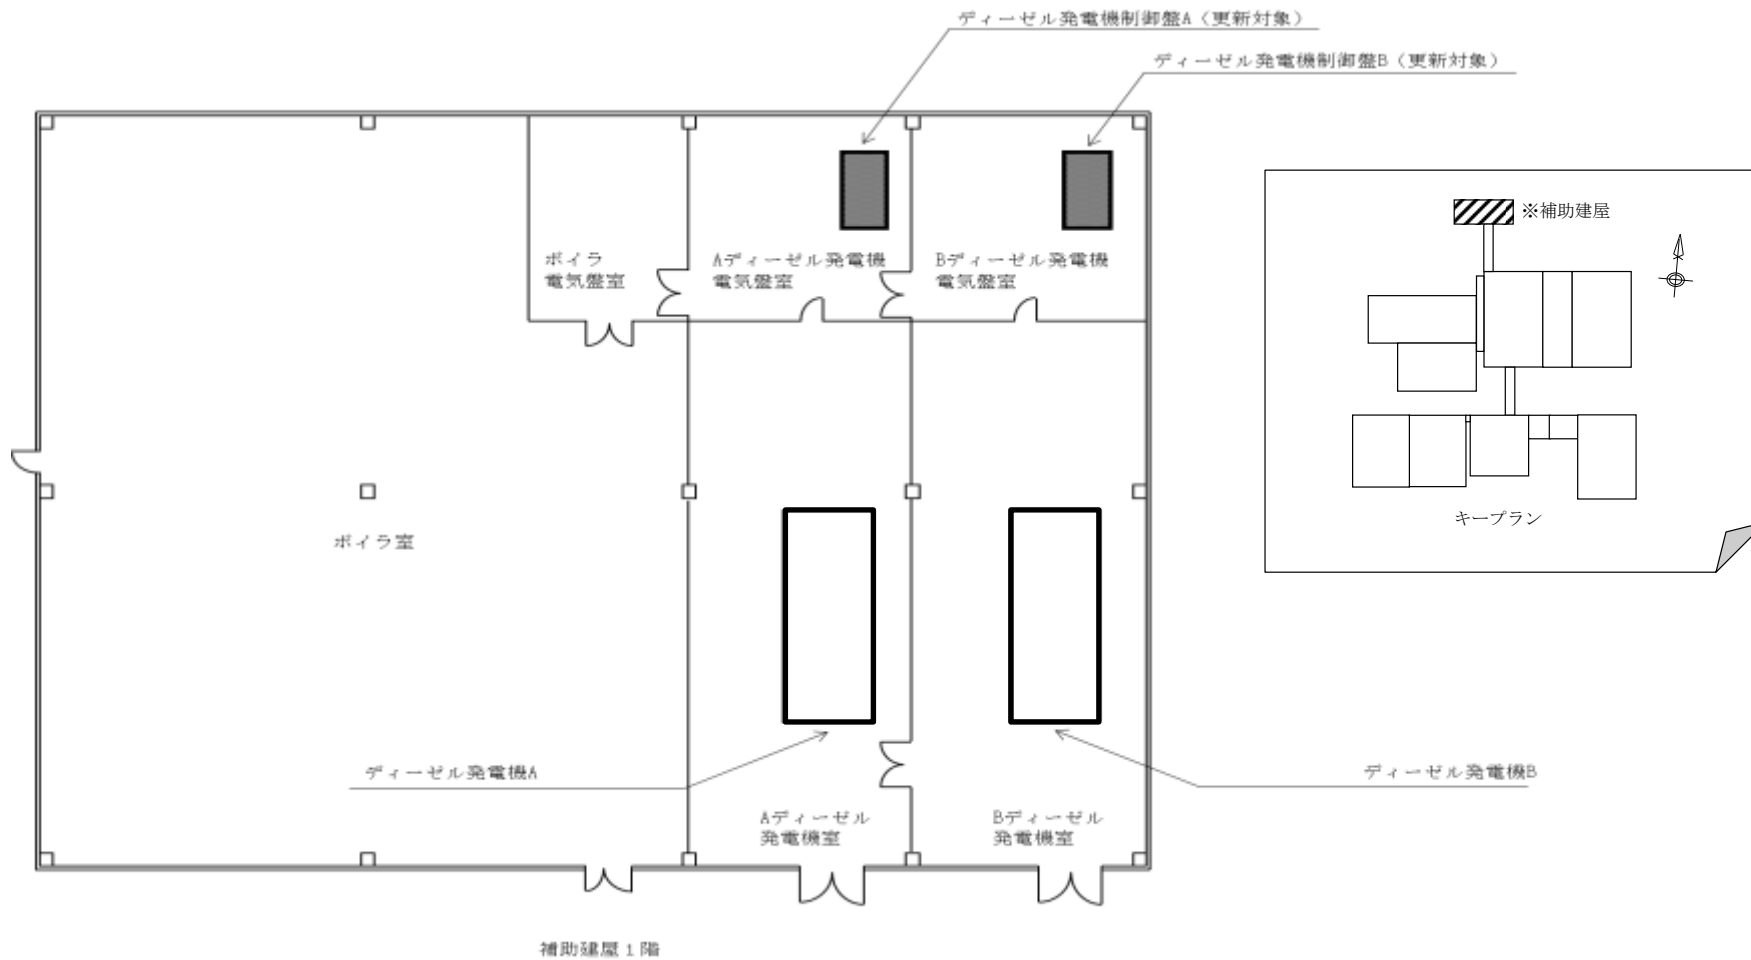 ディーゼル発電機制御盤A（更新対象）
ディーゼル発電機制御盤B（更新対象）
※補助建屋
ボイラ
電気盤室
Aディーゼル発電機
電気盤室
Bディーゼル発電機
電気盤室
キープラン
ボイラ室
ディーゼル発電機A
ディーゼル発電機B
Aディーゼル
発電機室
Bディーゼル
発電機室
補助建屋１階